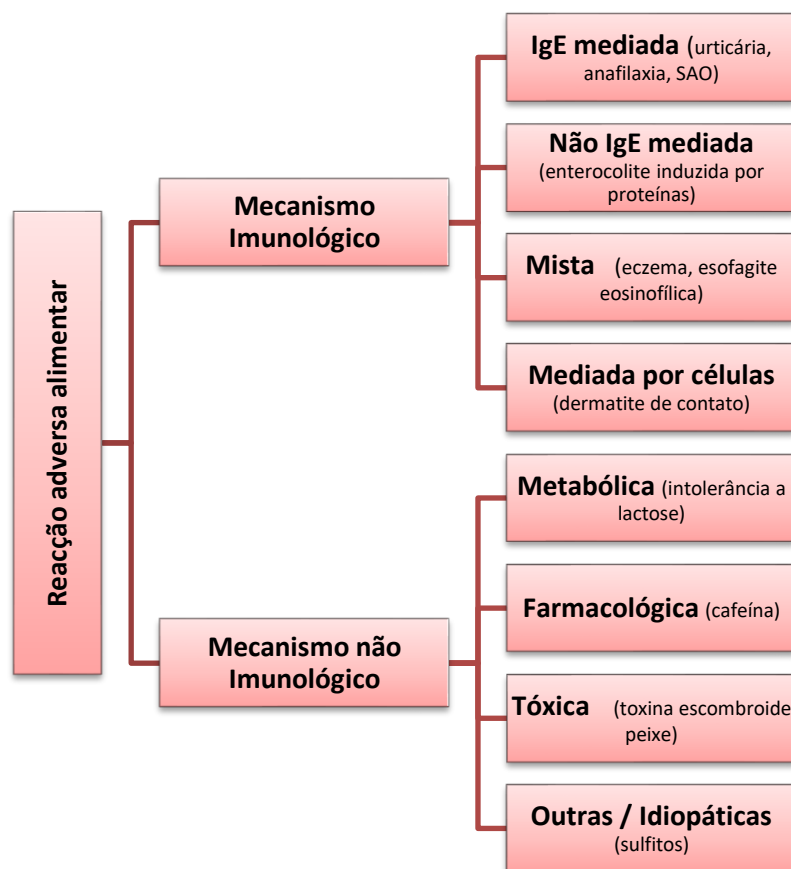 Reacção adversa alimentar
Mecanismo
Imunológico
IgE mediada (urticária,
anafilaxia, SAO)
Não IgE mediada
(enterocolite induzida por
proteínas)
Mista (eczema, esofagite
eosinofílica)
Mediada por células
(dermatite de contato)
Mecanismo não
Imunológico
Metabólica (intolerância a
lactose)
Farmacológica (cafeína)
Tóxica (toxina escombroide
peixe)
Outras / Idiopáticas
(sulfitos)